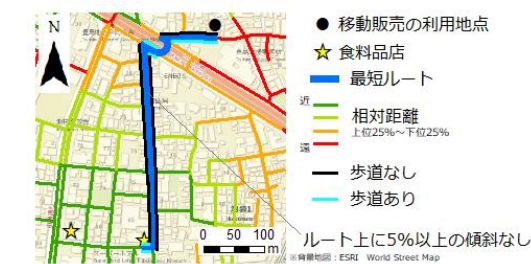 N
● 移動販売の利用地点
食料品店
最短ルート
近
相対距離
上位25%～下位25%
遠
歩道なし
歩道あり
0 50 100
m
ルート上に5%以上の傾斜なし
※背景地図：ESRI World Street Map